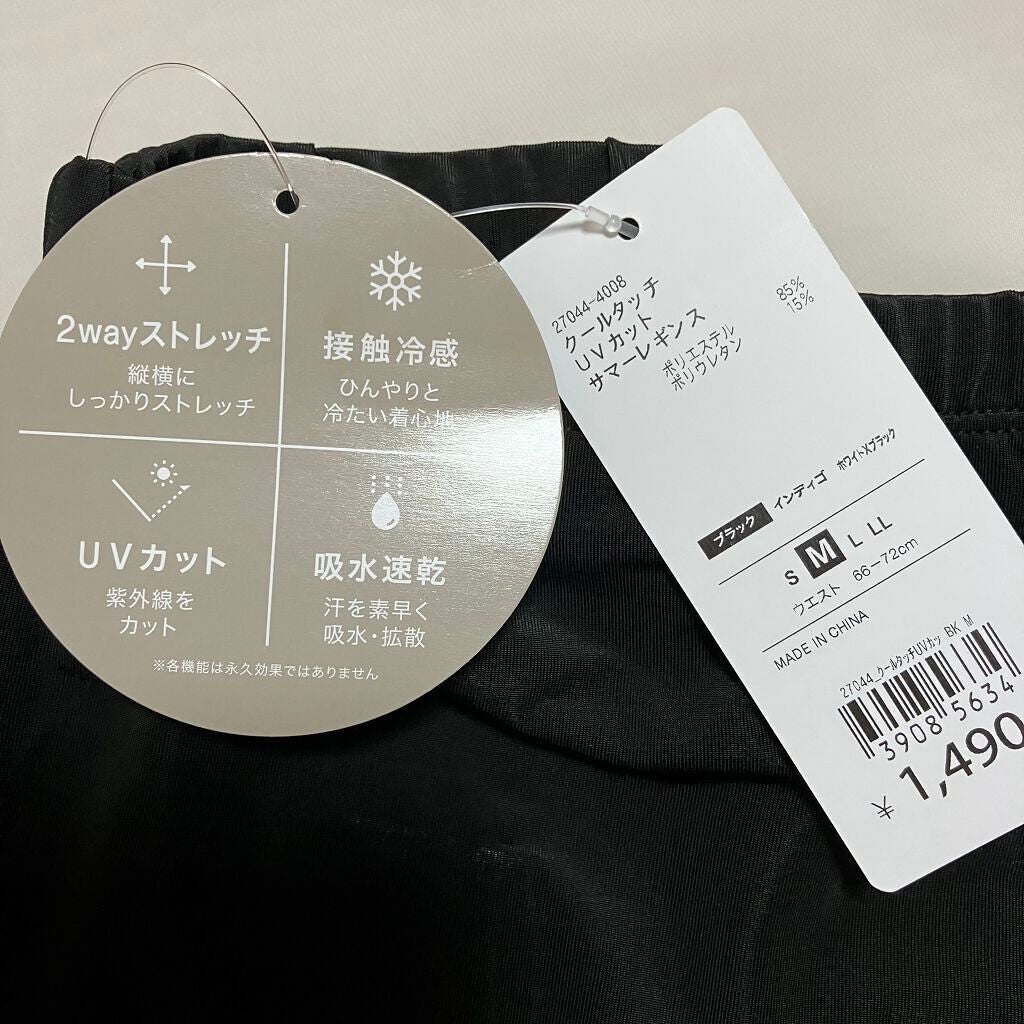 2wayストレッチ
縦横に
しっかりストレッチ
接触冷感
ひんやりと
冷たい着心地
UVカット
紫外線を
カット
吸水速乾
汗を素早く
吸水・拡散
※各機能は永久効果ではありません
27044-4008
クールタッチ
UVカット
サマーレギンス
ポリエステル 85%
ポリウレタン 15%
ブラック インディゴ ホワイト×ブラック
S M L LL
ウエスト 66-72cm
MADE IN CHINA
27044_クールタッチUVカッ BK M
3908 5634
¥1,490